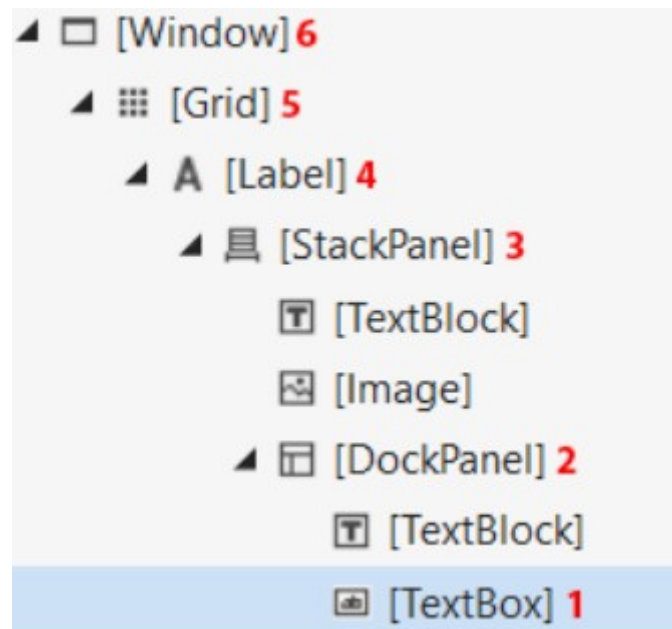 [Window] 6
[Grid] 5
[Label] 4
[StackPanel] 3
[TextBlock]
[Image]
[DockPanel] 2
[TextBlock]
[TextBox] 1